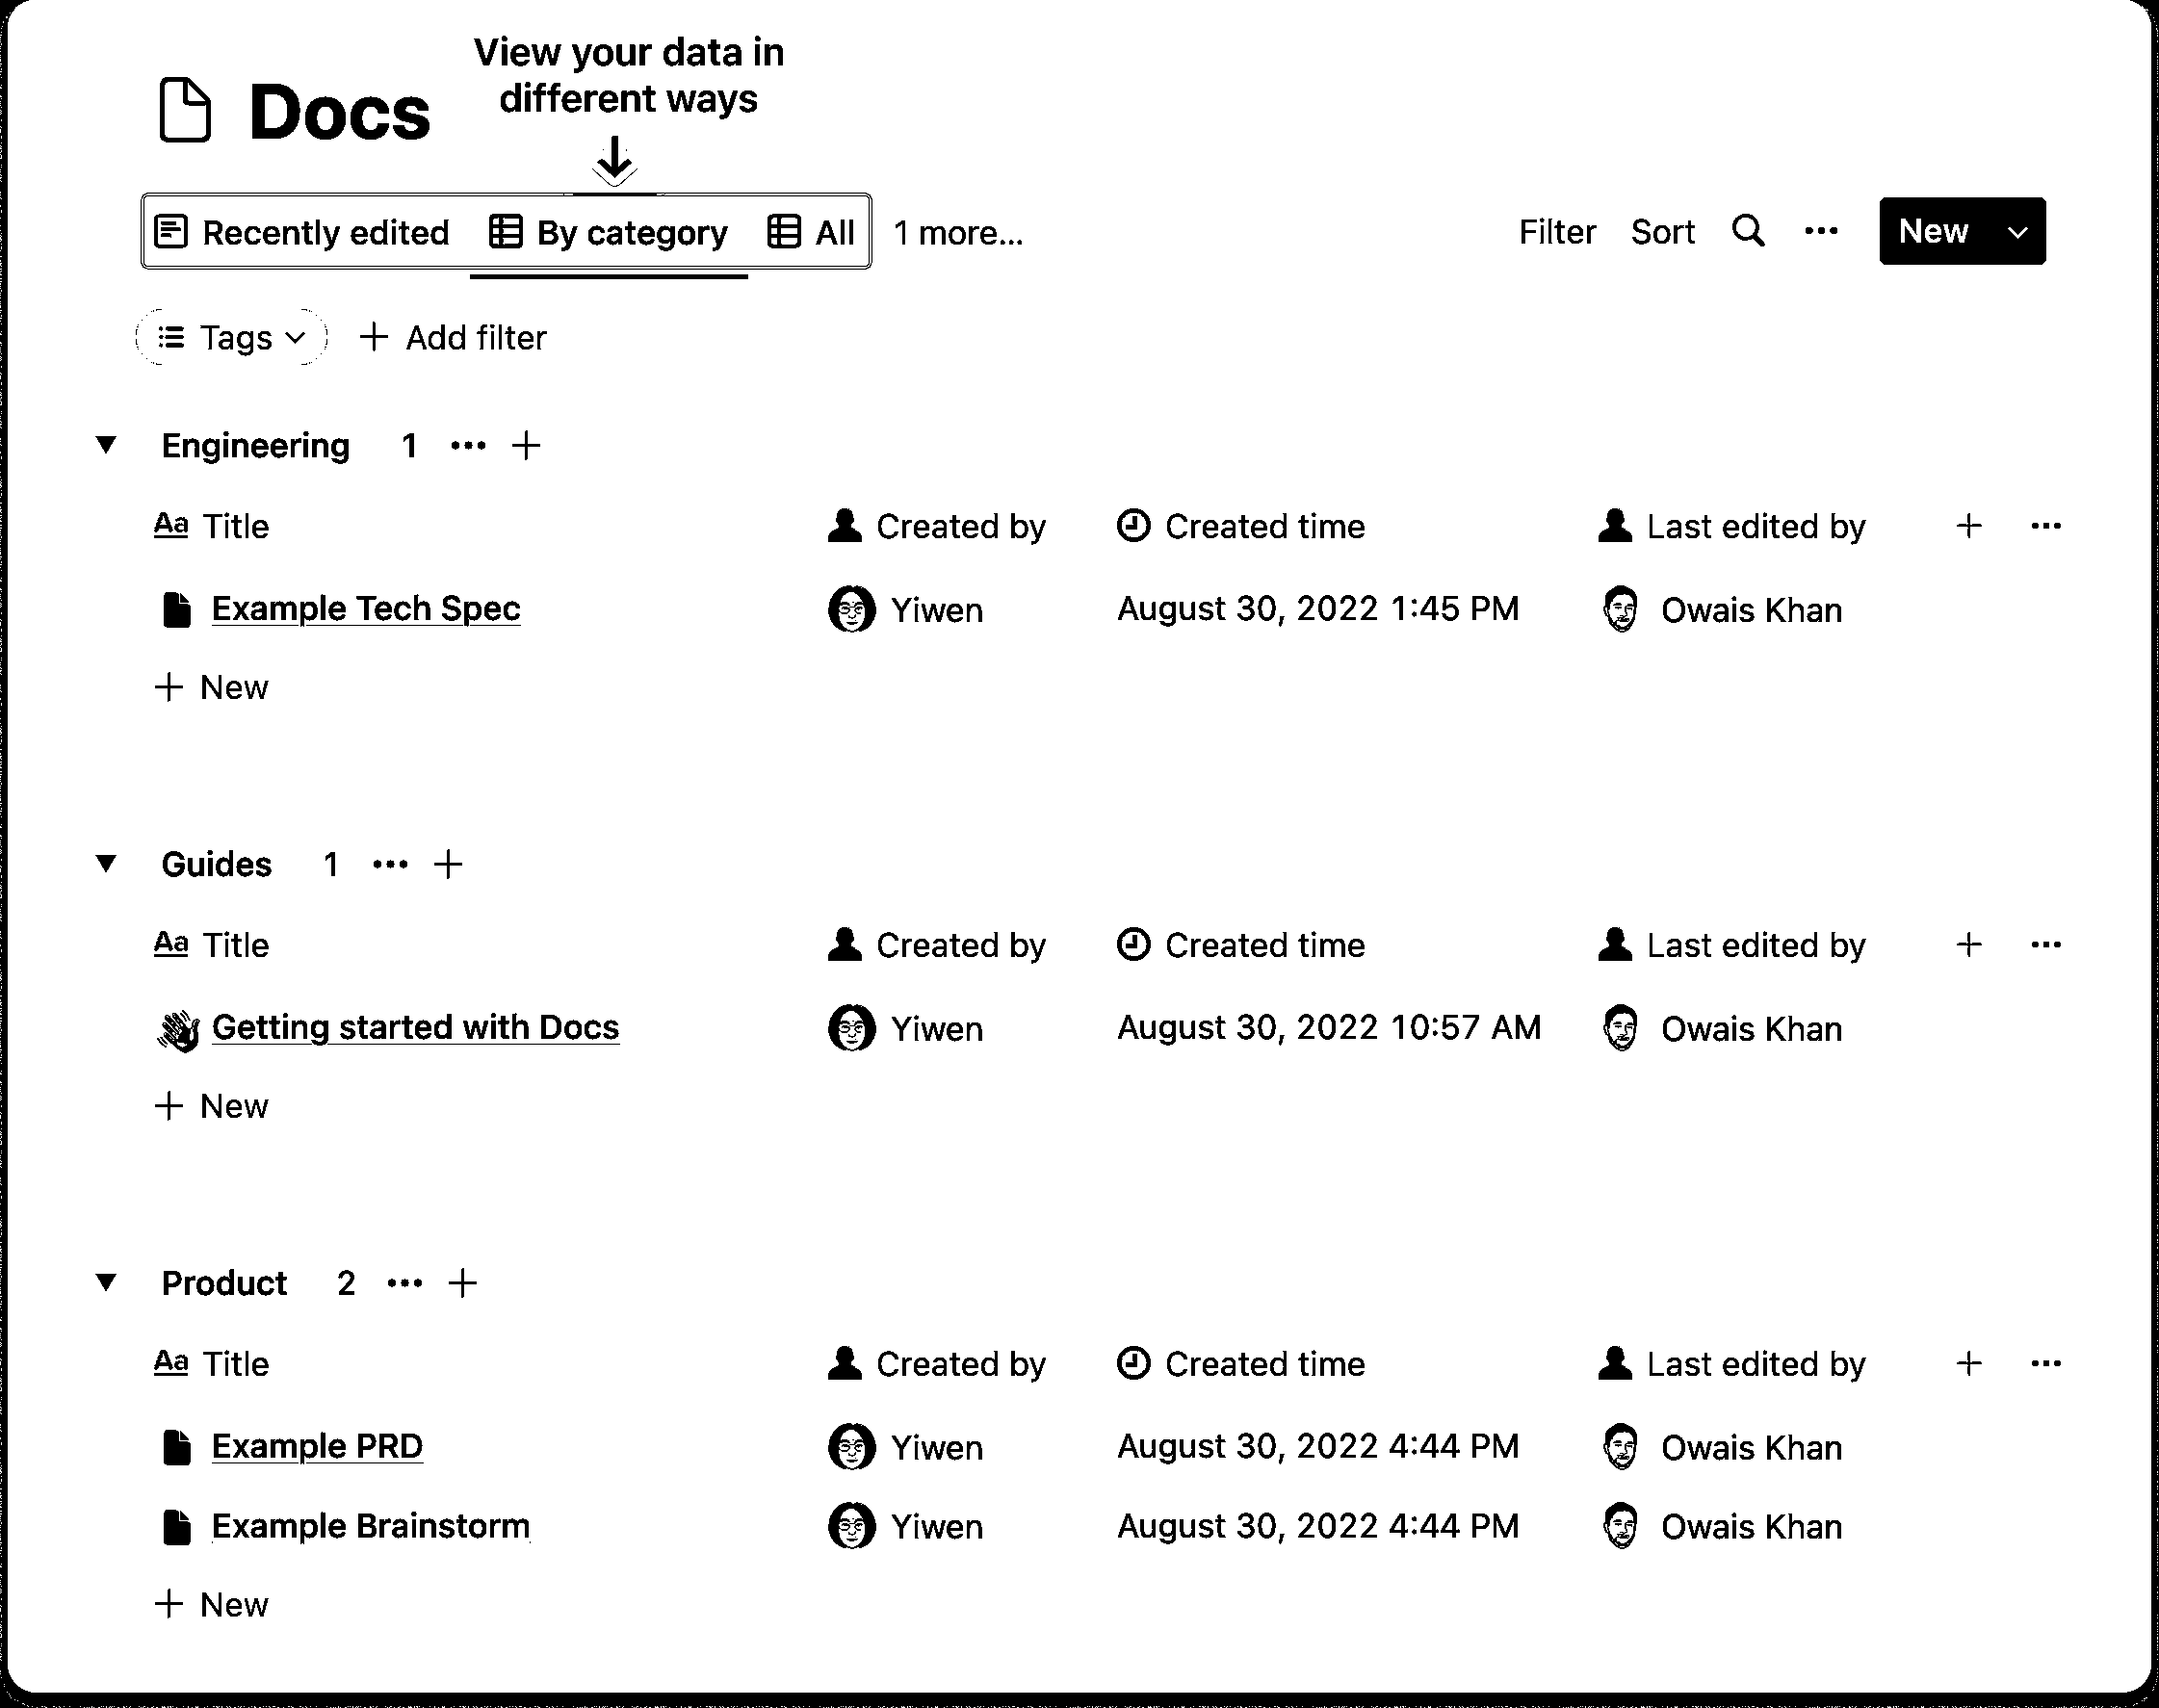 View your data in
different ways
Docs
Recently edited By category All 1 more...
Filter Sort New
Tags Add filter
Engineering 1
Aa Title Created by Created time Last edited by
Example Tech Spec Yiwen August 30, 2022 1:45 PM Owais Khan
New
Guides 1
Aa Title Created by Created time Last edited by
Getting started with Docs Yiwen August 30, 2022 10:57 AM Owais Khan
New
Product 2
Aa Title Created by Created time Last edited by
Example PRD Yiwen August 30, 2022 4:44 PM Owais Khan
Example Brainstorm Yiwen August 30, 2022 4:44 PM Owais Khan
New